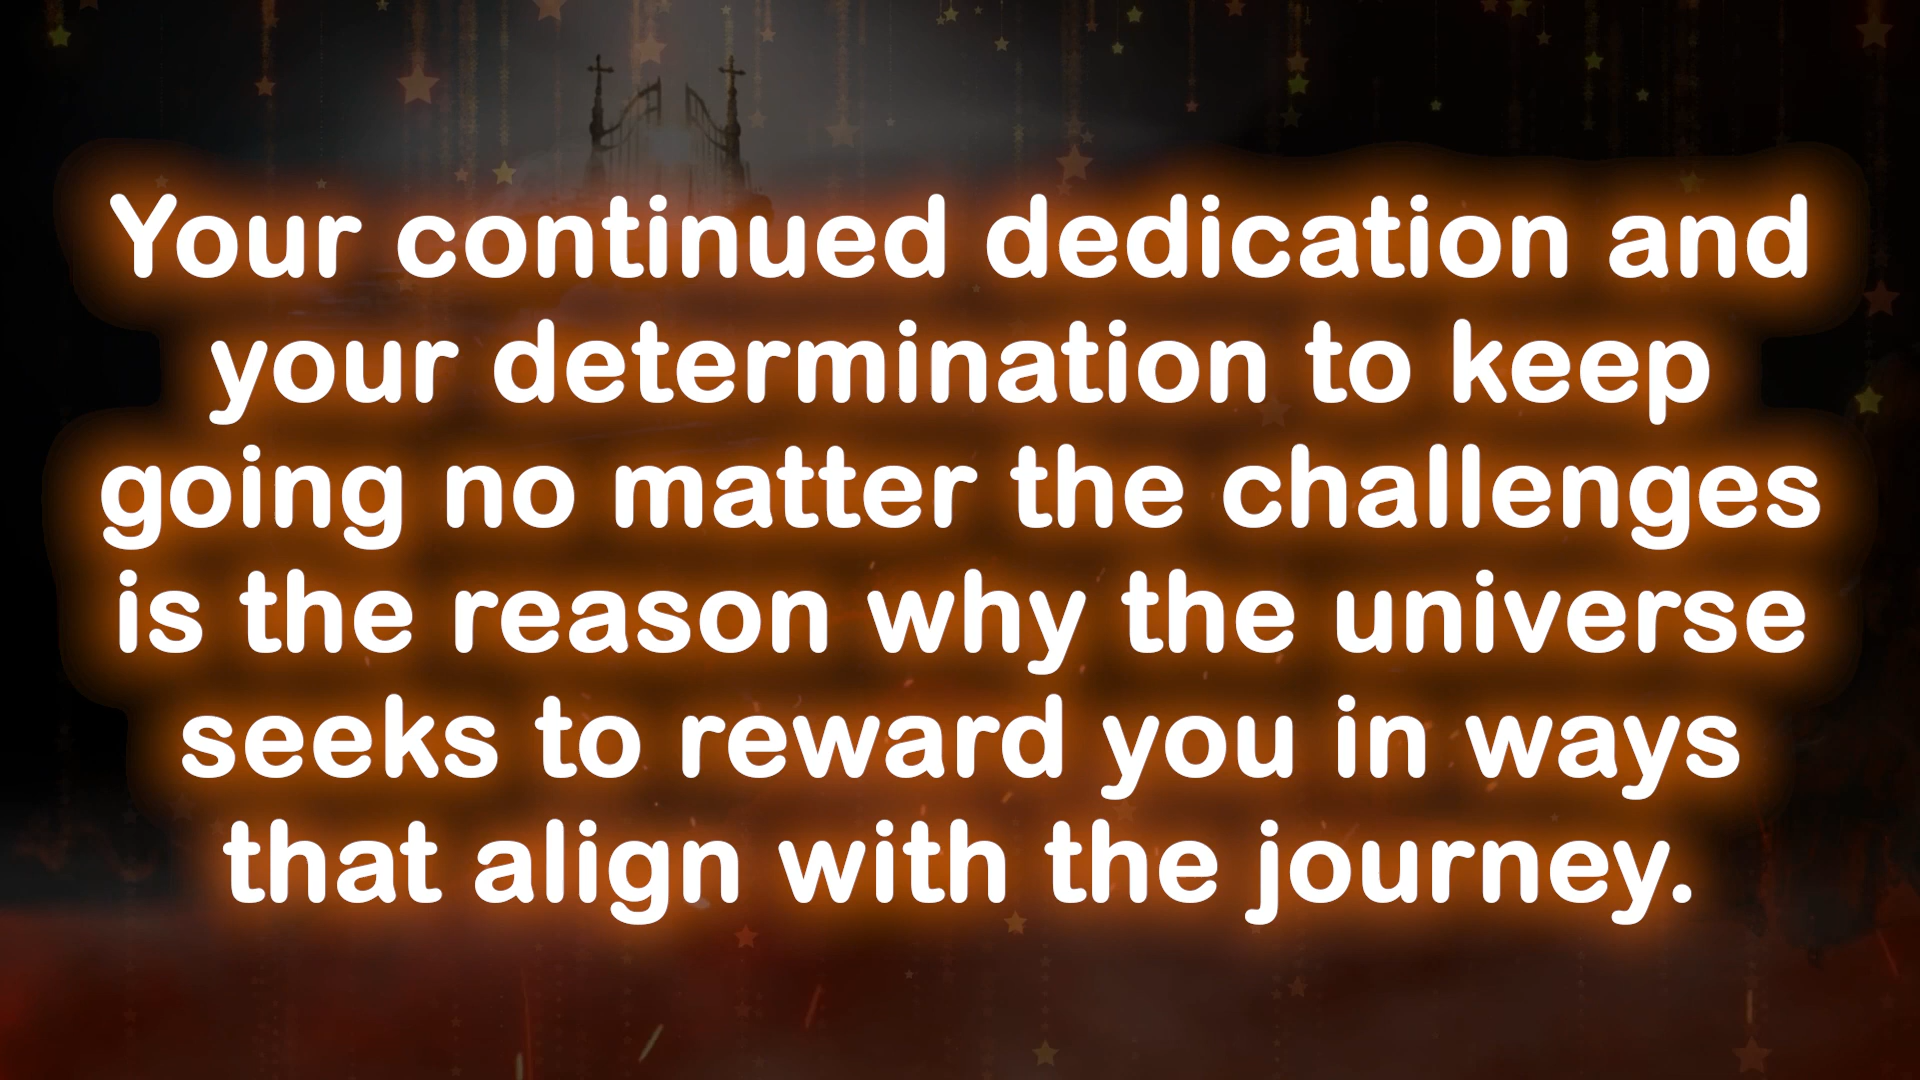 Your continued dedication and
your determination to keep
going no matter the challenges
is the reason why the universe
seeks to reward you in ways
that align with the journey.